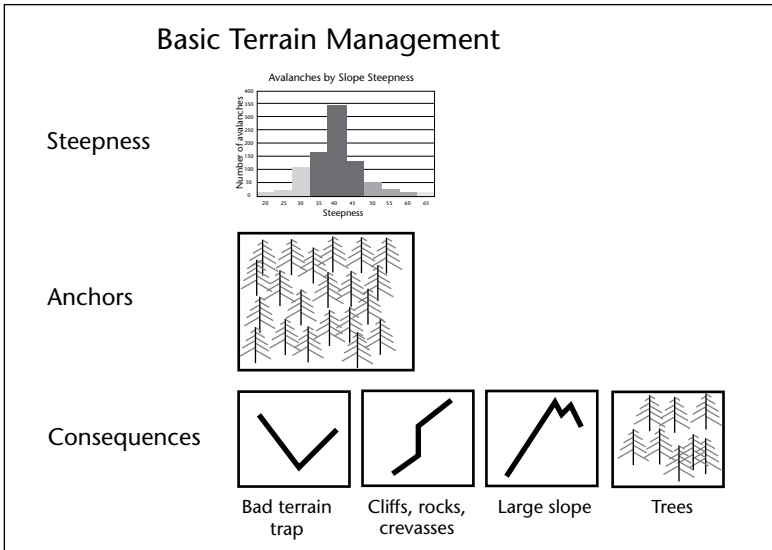 Basic Terrain Management
Steepness
Avalanches by Slope Steepness
Number of avalanches
400
350
300
250
200
150
100
50
0
20 25 30 35 40 45 50 55 60 65
Steepness
Anchors
Consequences
Bad terrain
trap
Cliffs, rocks,
crevasses
Large slope
Trees